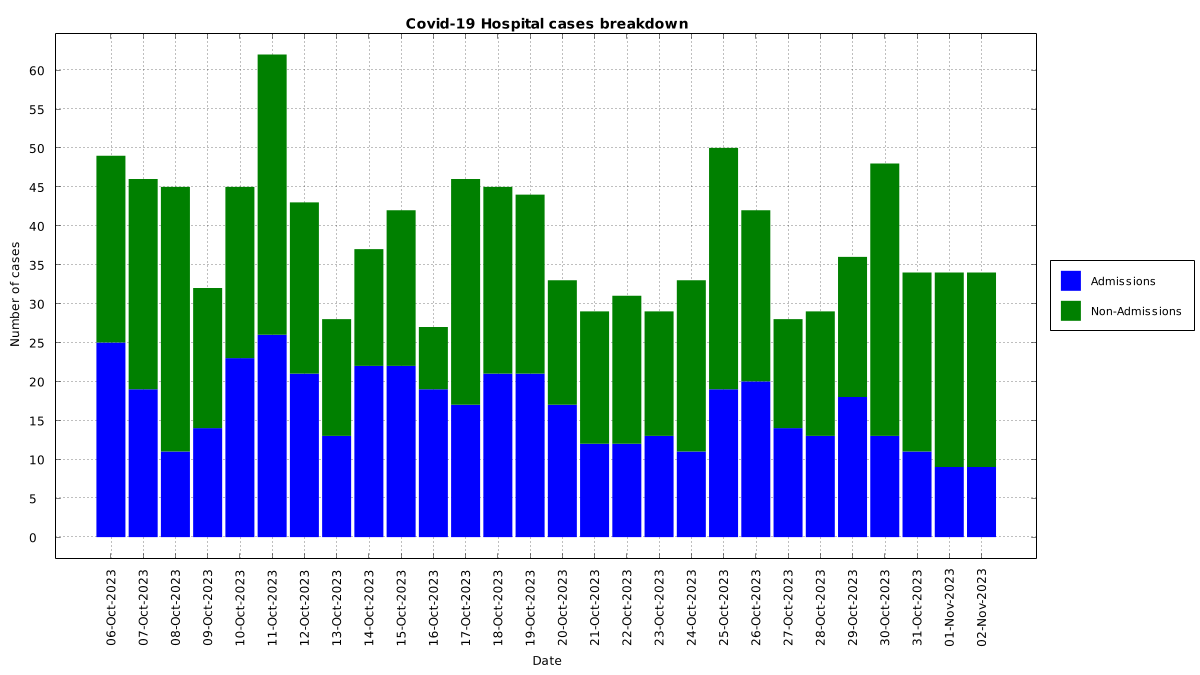 Covid-19 Hospital cases breakdown
Number of cases
60
55
50
45
40
35
30
25
20
15
10
5
0
06-Oct-2023
07-Oct-2023
08-Oct-2023
09-Oct-2023
10-Oct-2023
11-Oct-2023
12-Oct-2023
13-Oct-2023
14-Oct-2023
15-Oct-2023
16-Oct-2023
17-Oct-2023
18-Oct-2023
19-Oct-2023
20-Oct-2023
21-Oct-2023
22-Oct-2023
23-Oct-2023
24-Oct-2023
25-Oct-2023
26-Oct-2023
27-Oct-2023
28-Oct-2023
29-Oct-2023
30-Oct-2023
31-Oct-2023
01-Nov-2023
02-Nov-2023
Date
Admissions
Non-Admissions